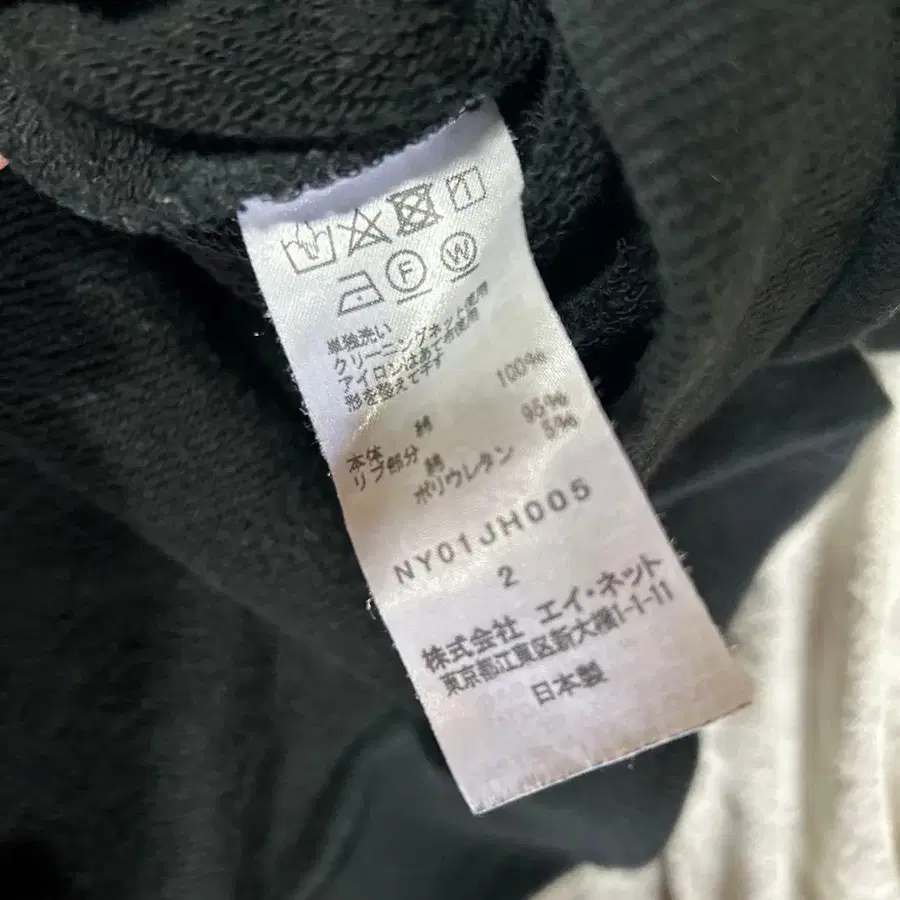 F W
単独洗い
クリーニングネット使用
アイロンはあて布使用
形を整えて干す
本体 綿 100%
リブ部分 綿 95%
ポリウレタン 5%
NY01JH005
2
株式会社 エイ・ネット
東京都江東区新大橋1-1-11
日本製